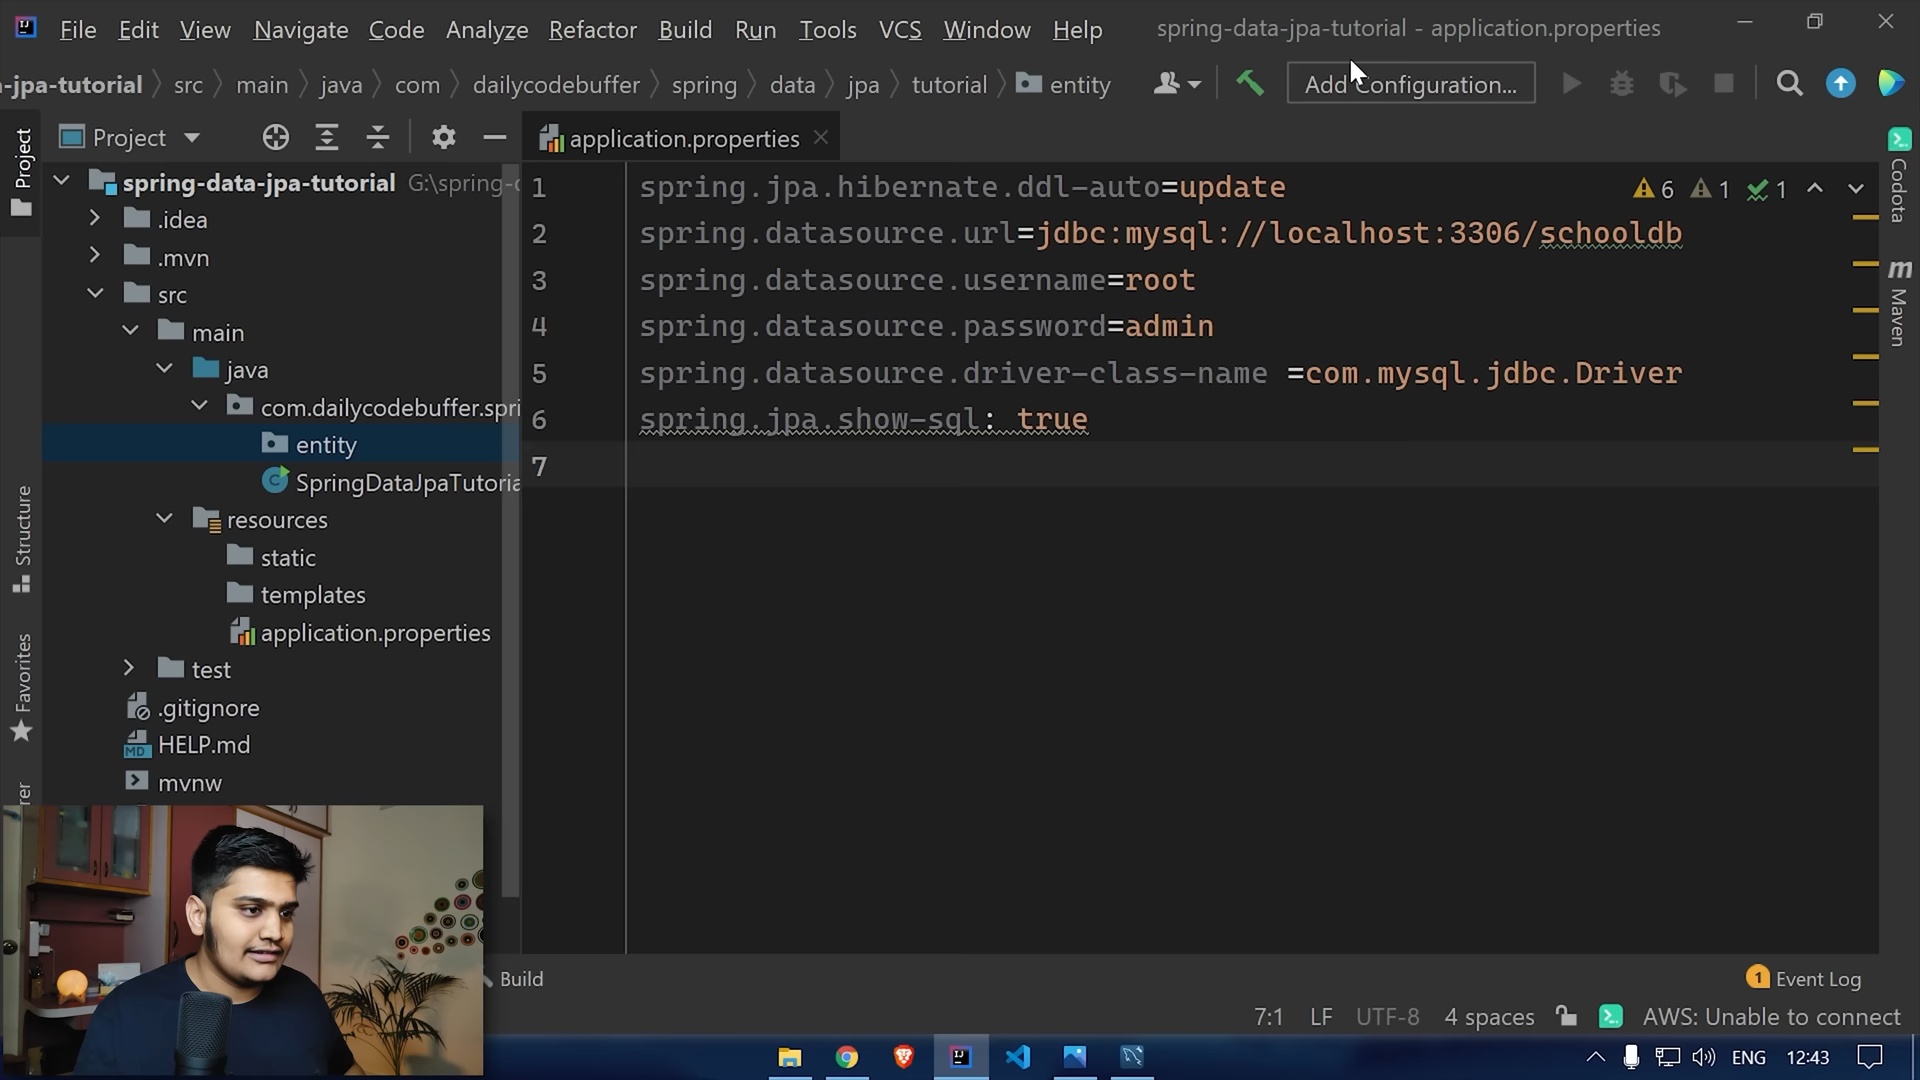 File Edit View Navigate Code Analyze Refactor Build Run Tools VCS Window Help spring-data-jpa-tutorial - application.properties
-jpa-tutorial src main java com dailycodebuffer spring data jpa tutorial entity Add Configuration...
Project
application.properties
Project
spring-data-jpa-tutorial G:\spring-
.idea
.mvn
src
main
java
com.dailycodebuffer.spri
entity
SpringDataJpaTutoria
resources
static
templates
application.properties
test
.gitignore
HELP.md
mvnw
Structure
Favorites
rer
1 spring.jpa.hibernate.ddl-auto=update
2 spring.datasource.url=jdbc:mysql://localhost:3306/schooldb
3 spring.datasource.username=root
4 spring.datasource.password=admin
5 spring.datasource.driver-class-name =com.mysql.jdbc.Driver
6 spring.jpa.show-sql: true
7
6 1 1
Codota
m Maven
Build
1 Event Log
7:1 LF UTF-8 4 spaces AWS: Unable to connect
ENG 12:43